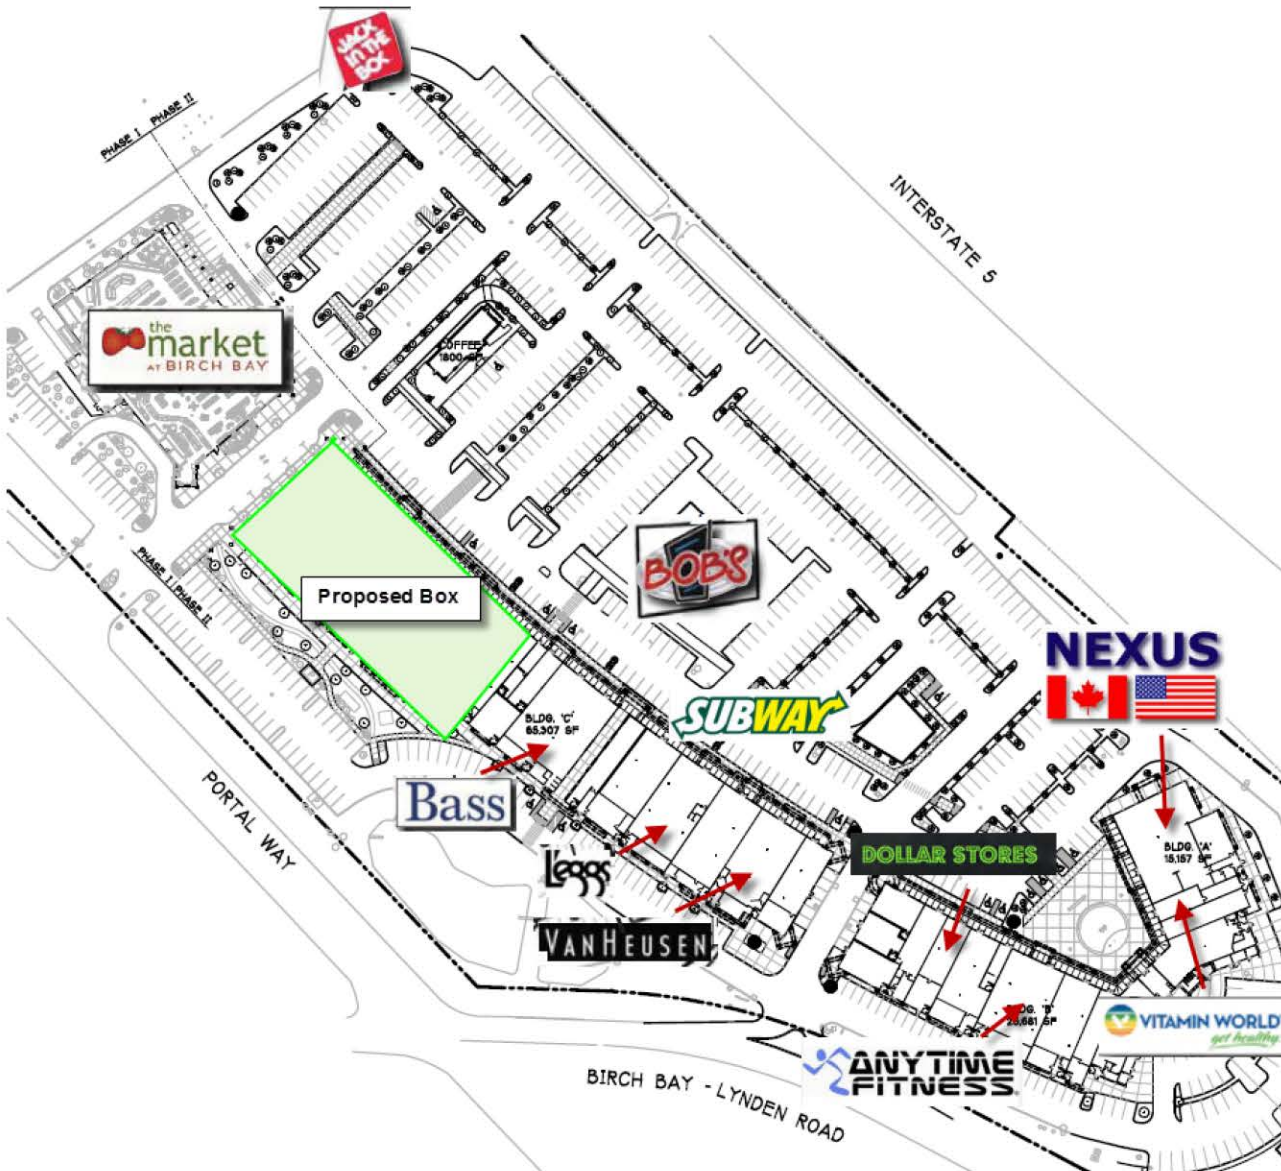 JACK
IN THE
BOX
PHASE I PHASE II
INTERSTATE 5
the
market
AT BIRCH BAY
COFFEE
1800 SF
Proposed Box
PHASE I PHASE II
BOB'S
NEXUS
SUBWAY
BLDG. 'C'
65,307 SF
Bass
PORTAL WAY
L'eggs
DOLLAR STORES
BLDG. 'A'
15,157 SF
VANHEUSEN
VITAMIN WORLD
get healthy
ANYTIME
FITNESS
BIRCH BAY - LYNDEN ROAD